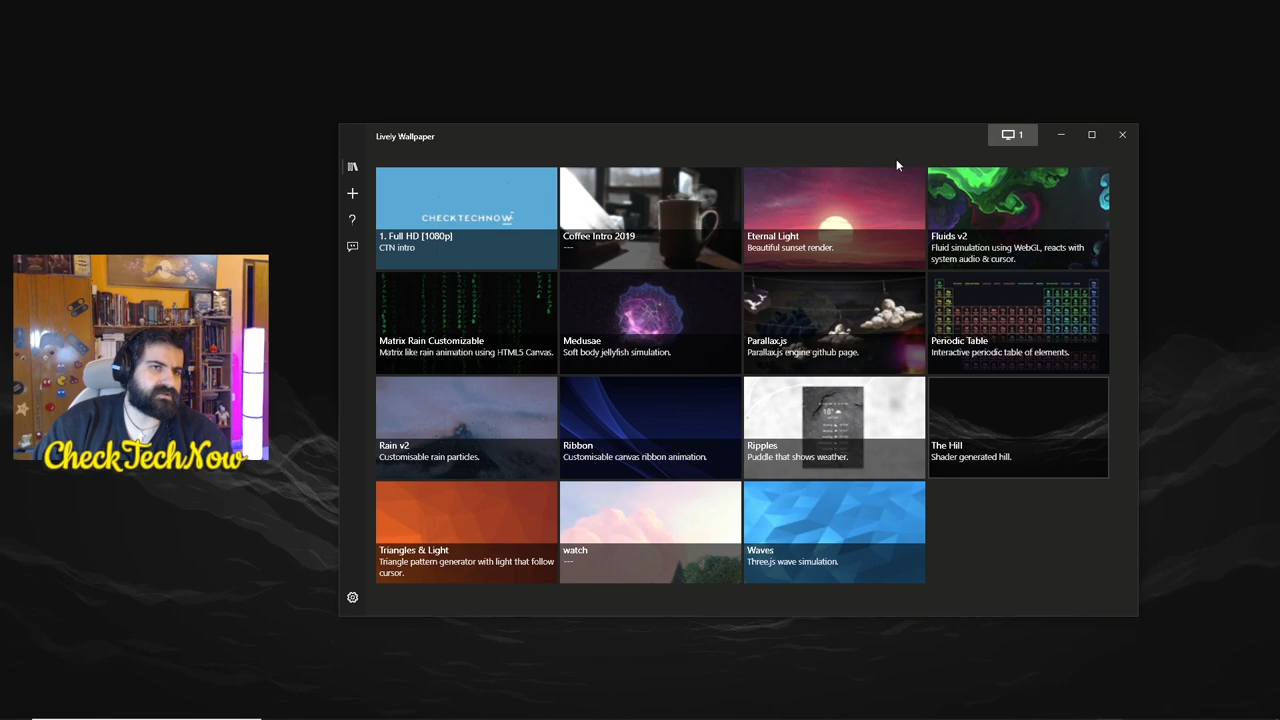 Lively Wallpaper
1
CHECKTECHNOW
1. Full HD [1080p]
CTN intro
Coffee Intro 2019
---
Eternal Light
Beautiful sunset render.
Fluids v2
Fluid simulation using WebGL, reacts with
system audio & cursor.
Matrix Rain Customizable
Matrix like rain animation using HTML5 Canvas.
Medusae
Soft body jellyfish simulation.
Parallax.js
Parallax.js engine github page.
Periodic Table
Interactive periodic table of elements.
Rain v2
Customisable rain particles.
Ribbon
Customisable canvas ribbon animation.
18°
Ripples
Puddle that shows weather.
The Hill
Shader generated hill.
Triangles & Light
Triangle pattern generator with light that follow
cursor.
watch
---
Waves
Three.js wave simulation.
CheckTechNow